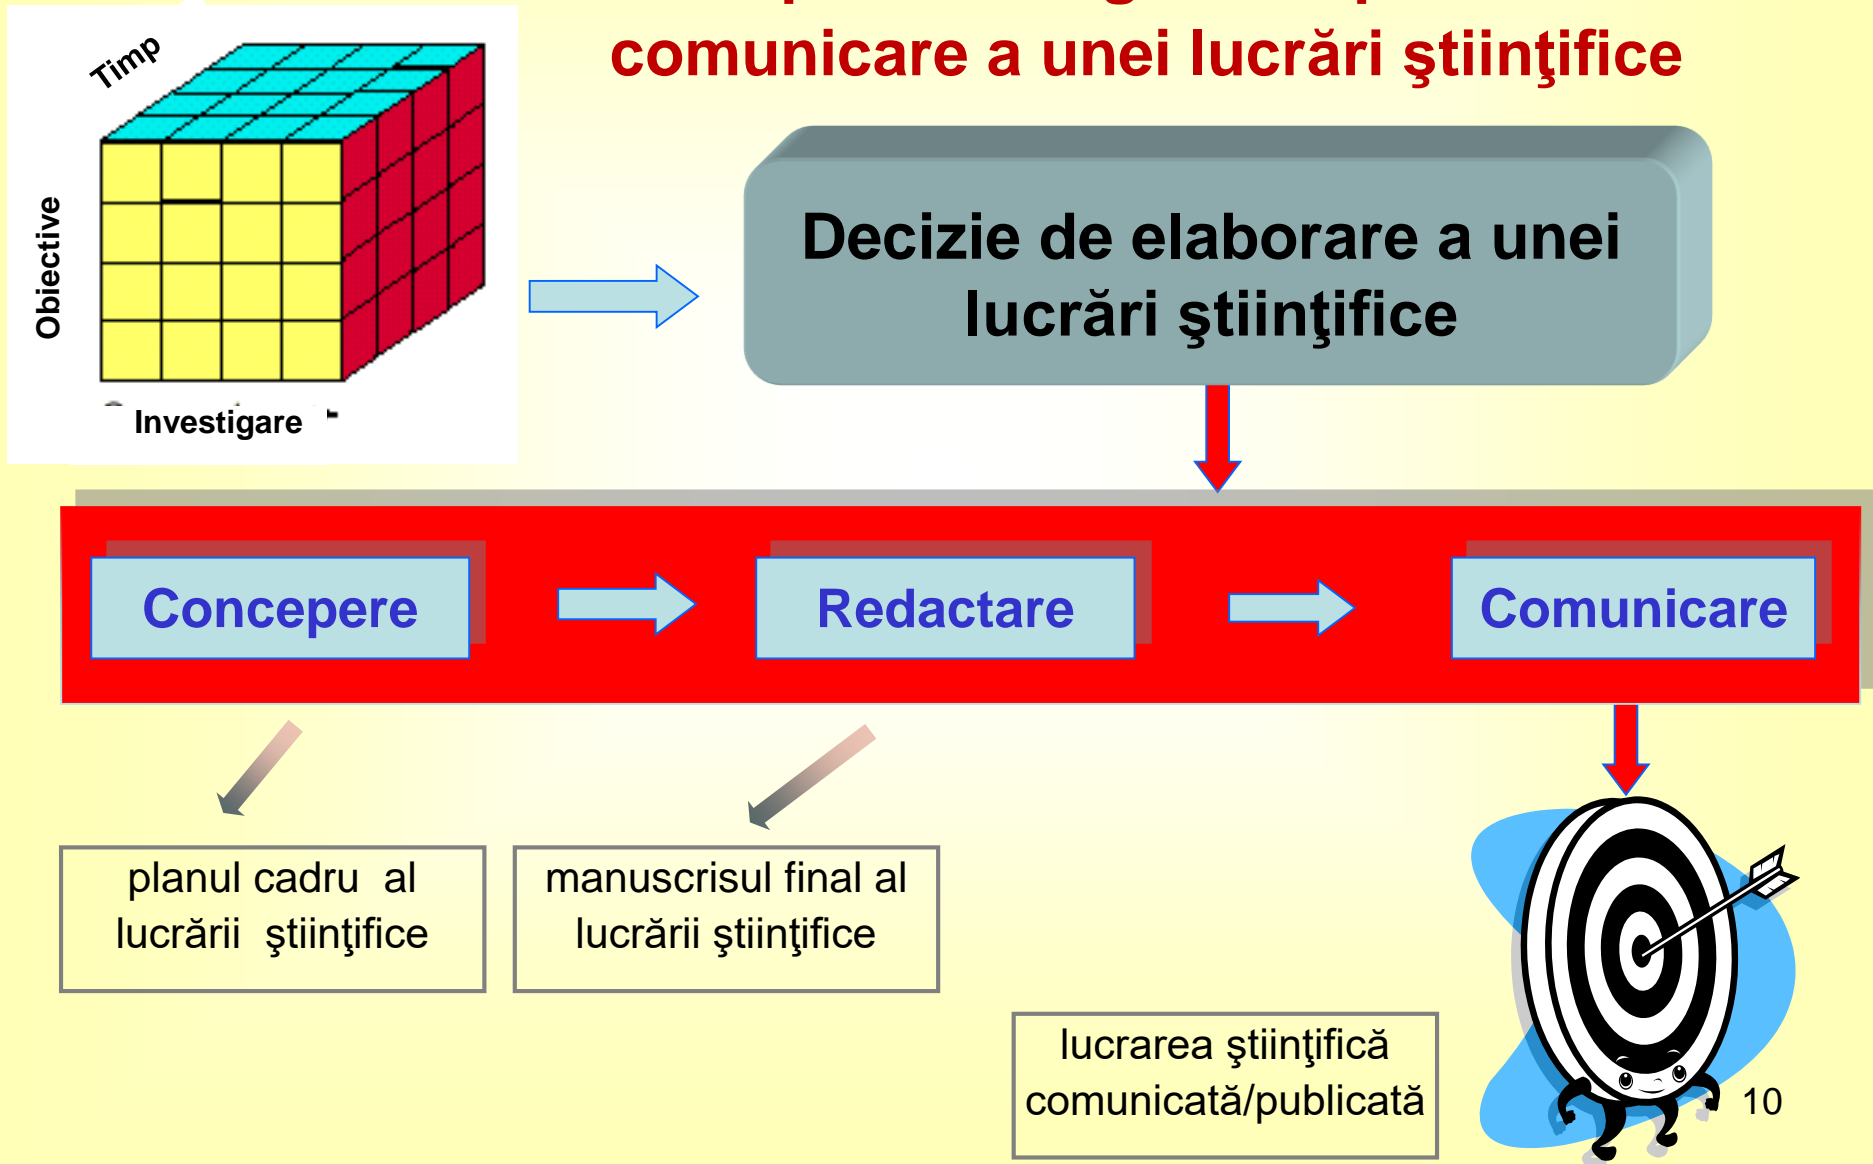 comunicare a unei lucrări ştiinţifice
Timp
Obiective
Investigare
Decizie de elaborare a unei
lucrări ştiinţifice
Concepere
Redactare
Comunicare
planul cadru al
lucrării ştiinţifice
manuscrisul final al
lucrării ştiinţifice
lucrarea ştiinţifică
comunicată/publicată
10